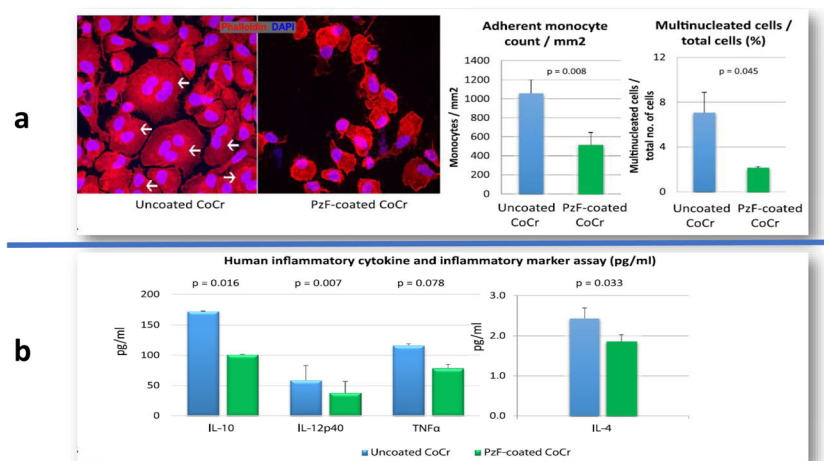 a
Phalloidin DAPI
Uncoated CoCr
PzF-coated CoCr
Adherent monocyte
count / mm2
p = 0.008
Monocytes / mm2
1400
1200
1000
800
600
400
200
0
Uncoated
CoCr
PzF-coated
CoCr
Multinucleated cells /
total cells (%)
p = 0.045
Multinucleated cells /
total no. of cells
12
8
4
0
Uncoated
CoCr
PzF-coated
CoCr
b
Human inflammatory cytokine and inflammatory marker assay (pg/ml)
p = 0.016
p = 0.007
p = 0.078
pg/ml
200
150
100
50
0
IL-10
IL-12p40
TNFα
p = 0.033
pg/ml
3.0
2.0
1.0
0.0
IL-4
Uncoated CoCr
PzF-coated CoCr